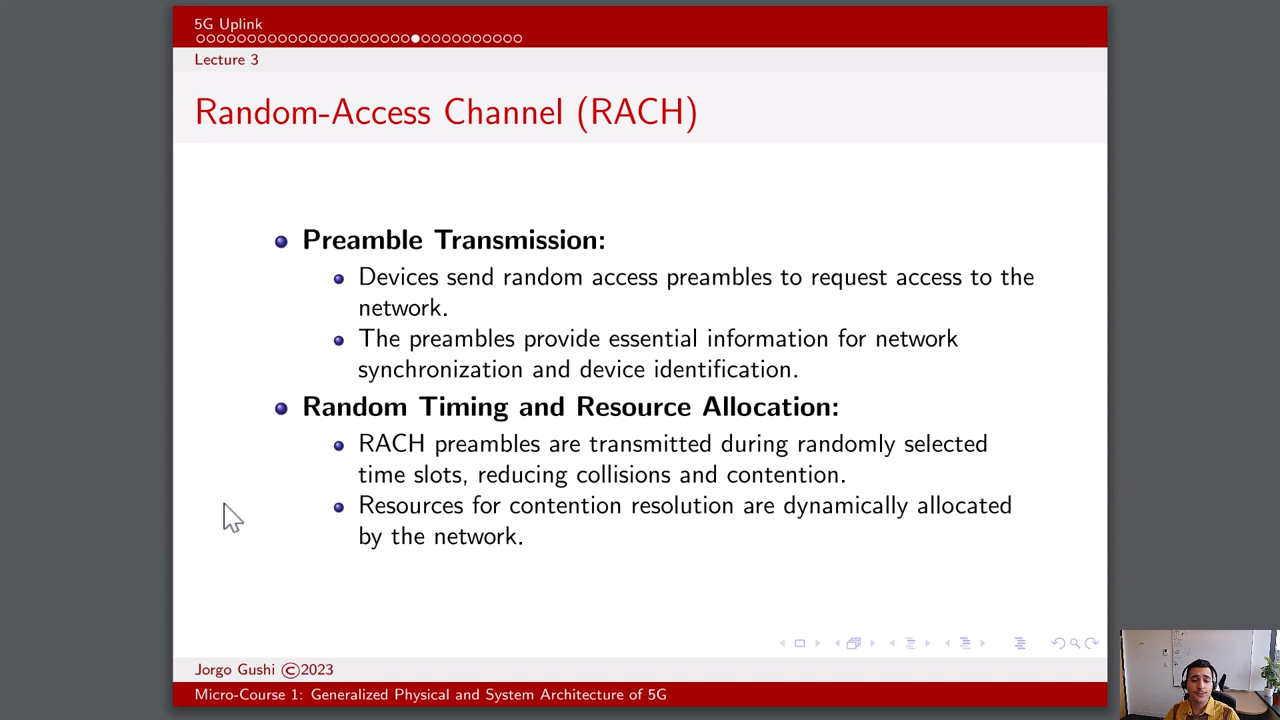 5G Uplink
Lecture 3
Random-Access Channel (RACH)
Preamble Transmission:
Devices send random access preambles to request access to the
network.
The preambles provide essential information for network
synchronization and device identification.
Random Timing and Resource Allocation:
RACH preambles are transmitted during randomly selected
time slots, reducing collisions and contention.
Resources for contention resolution are dynamically allocated
by the network.
Jorgo Gushi ©2023
Micro-Course 1: Generalized Physical and System Architecture of 5G